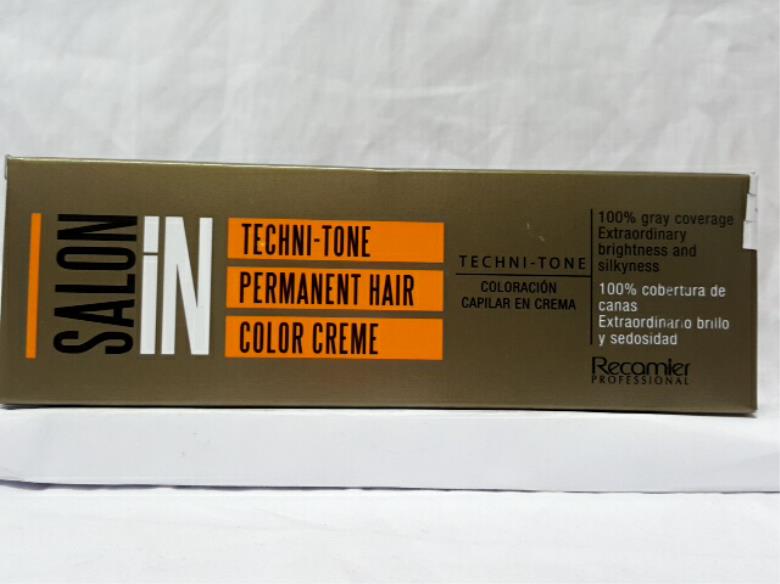 SALON
iN
TECHNI-TONE
PERMANENT HAIR
COLOR CREME
TECHNI-TONE
COLORACIÓN
CAPILAR EN CREMA
100% gray coverage
Extraordinary
brightness and
silkyness
100% cobertura de
canas
Extraordinario brillo
y sedosidad
Recamier
PROFESSIONAL